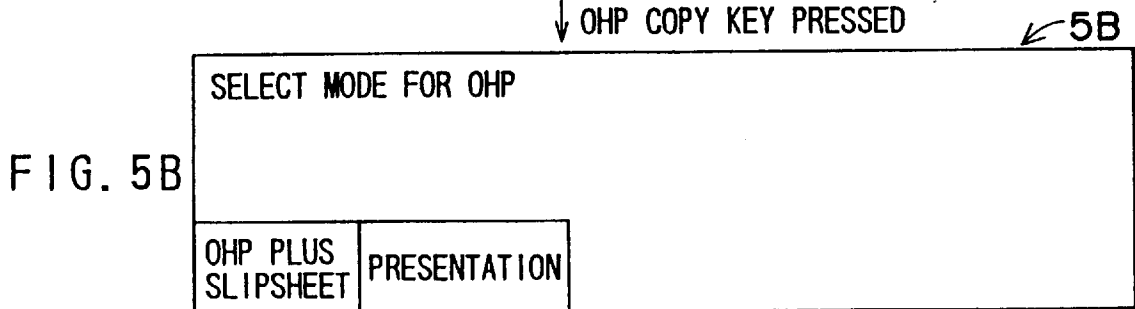 OHP COPY KEY PRESSED
5B
SELECT MODE FOR OHP
FIG. 5B
OHP PLUS
SLIPSHEET
PRESENTATION